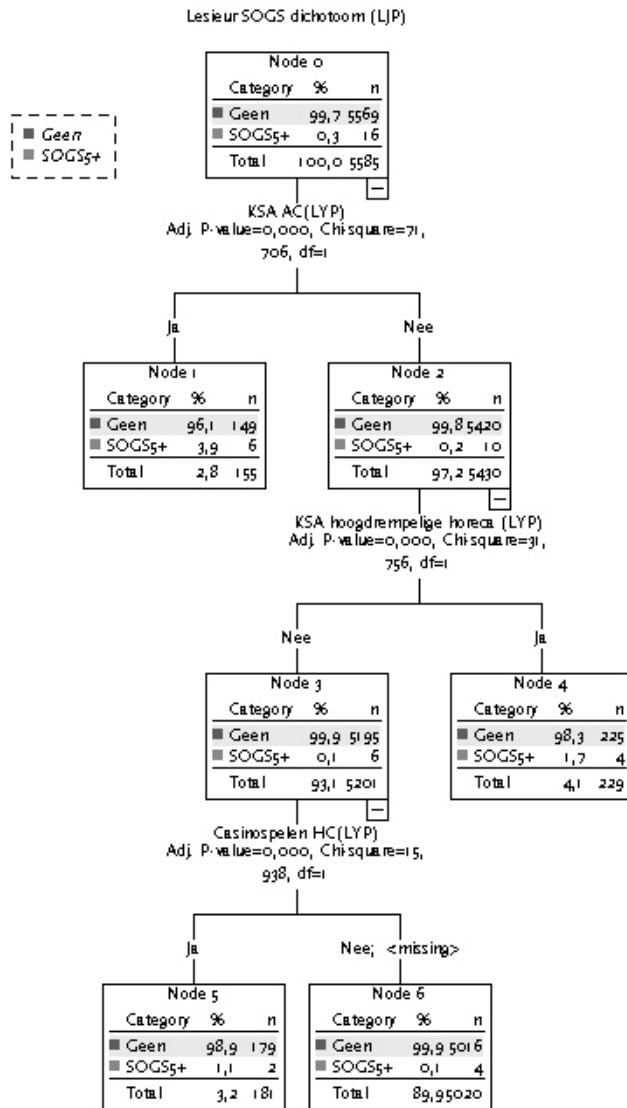 Lesieur SOGS dichotoom (LJP)
Node 0
Category % n
Geen 99,7 5569
SOGS5+ 0,3 16
Total 100,0 5585
Geen
SOGS5+
KSA AC(LYP)
Adj. P-value=0,000, Chi-square=71,
706, df=1
Ja
Nee
Node 1
Category % n
Geen 96,1 149
SOGS5+ 3,9 6
Total 2,8 155
Node 2
Category % n
Geen 99,8 5420
SOGS5+ 0,2 10
Total 97,2 5430
KSA hoogdrempelige horeca (LYP)
Adj. P-value=0,000, Chi-square=31,
756, df=1
Nee
Ja
Node 3
Category % n
Geen 99,9 5195
SOGS5+ 0,1 6
Total 93,1 5201
Node 4
Category % n
Geen 98,3 225
SOGS5+ 1,7 4
Total 4,1 229
Casinospelen HC(LYP)
Adj. P-value=0,000, Chi-square=15,
938, df=1
Ja
Nee; <missing>
Node 5
Category % n
Geen 98,9 179
SOGS5+ 1,1 2
Total 3,2 181
Node 6
Category % n
Geen 99,9 5016
SOGS5+ 0,1 4
Total 89,9 5020